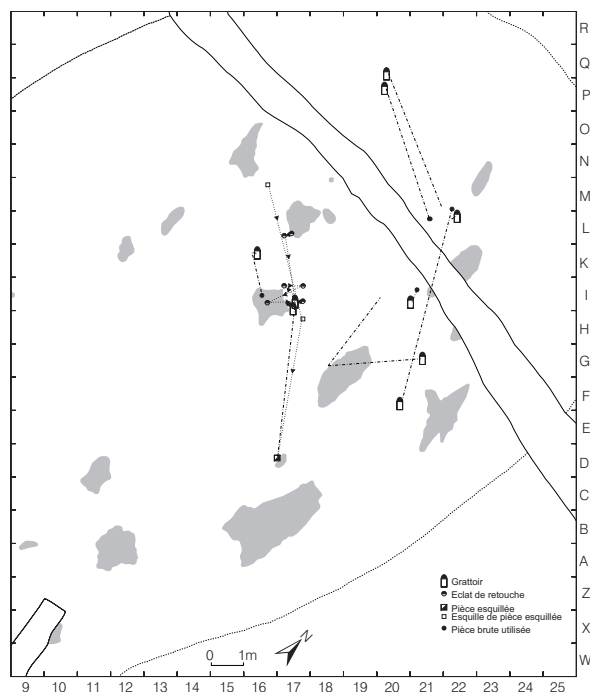 R
Q
P
O
N
M
L
K
I
H
G
F
E
D
C
B
A
Z
X
W
Grattoir
Eclat de retouche
Pièce esquillée
Esquille de pièce esquillée
Pièce brute utilisée
N
0 1m
9 10 11 12 13 14 15 16 17 18 19 20 21 22 23 24 25